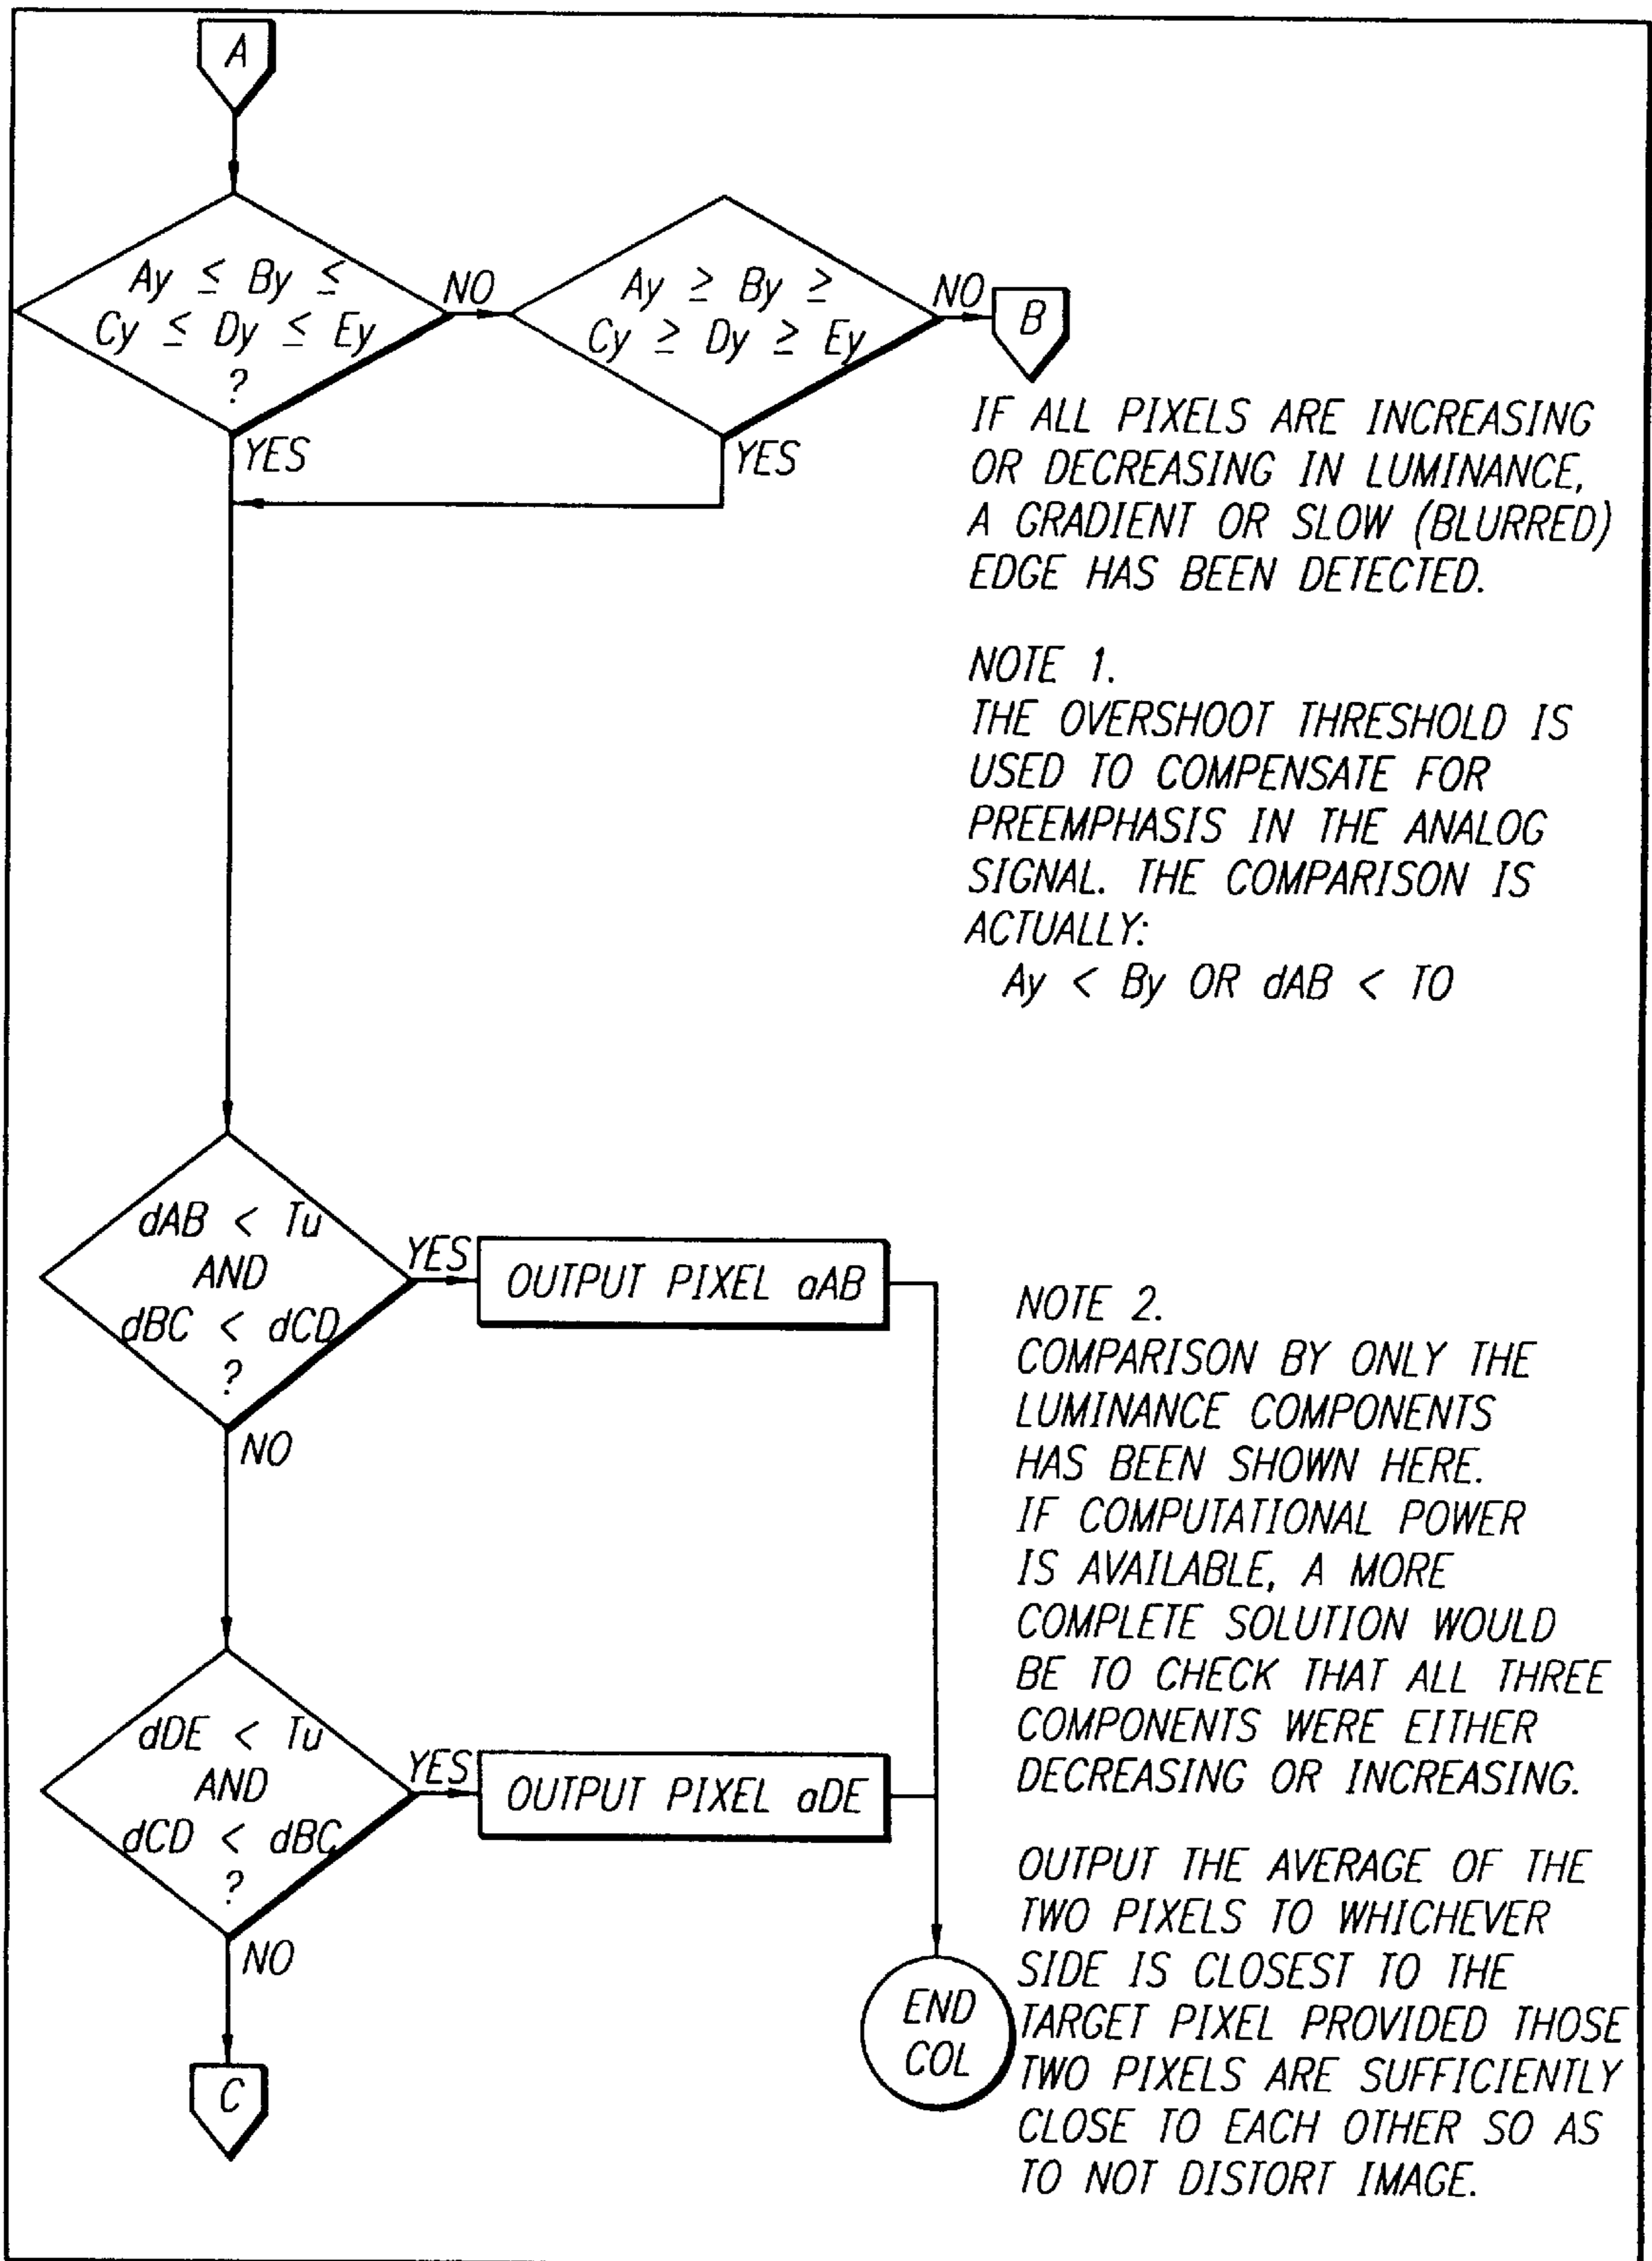 A
Ay ≤ By ≤
Cy ≤ Dy ≤ Ey
?
NO
YES
Ay ≥ By ≥
Cy ≥ Dy ≥ Ey
NO
YES
B
IF ALL PIXELS ARE INCREASING
OR DECREASING IN LUMINANCE,
A GRADIENT OR SLOW (BLURRED)
EDGE HAS BEEN DETECTED.
NOTE 1.
THE OVERSHOOT THRESHOLD IS
USED TO COMPENSATE FOR
PREEMPHASIS IN THE ANALOG
SIGNAL. THE COMPARISON IS
ACTUALLY:
Ay < By OR dAB < TO
dAB < Tu
AND
dBC < dCD
?
YES
OUTPUT PIXEL aAB
NO
dDE < Tu
AND
dCD < dBC
?
YES
OUTPUT PIXEL aDE
NO
C
END
COL
NOTE 2.
COMPARISON BY ONLY THE
LUMINANCE COMPONENTS
HAS BEEN SHOWN HERE.
IF COMPUTATIONAL POWER
IS AVAILABLE, A MORE
COMPLETE SOLUTION WOULD
BE TO CHECK THAT ALL THREE
COMPONENTS WERE EITHER
DECREASING OR INCREASING.
OUTPUT THE AVERAGE OF THE
TWO PIXELS TO WHICHEVER
SIDE IS CLOSEST TO THE
TARGET PIXEL PROVIDED THOSE
TWO PIXELS ARE SUFFICIENTLY
CLOSE TO EACH OTHER SO AS
TO NOT DISTORT IMAGE.